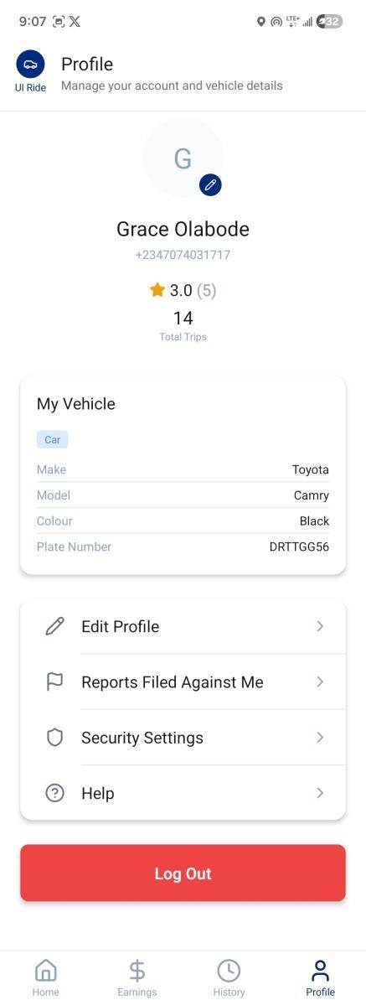 9:07
LTE+
32
UI Ride
Profile
Manage your account and vehicle details
G
Grace Olabode
+2347074031717
3.0 (5)
14
Total Trips
My Vehicle
Car
Make Toyota
Model Camry
Colour Black
Plate Number DRTTGG56
Edit Profile
Reports Filed Against Me
Security Settings
Help
Log Out
Home Earnings History Profile